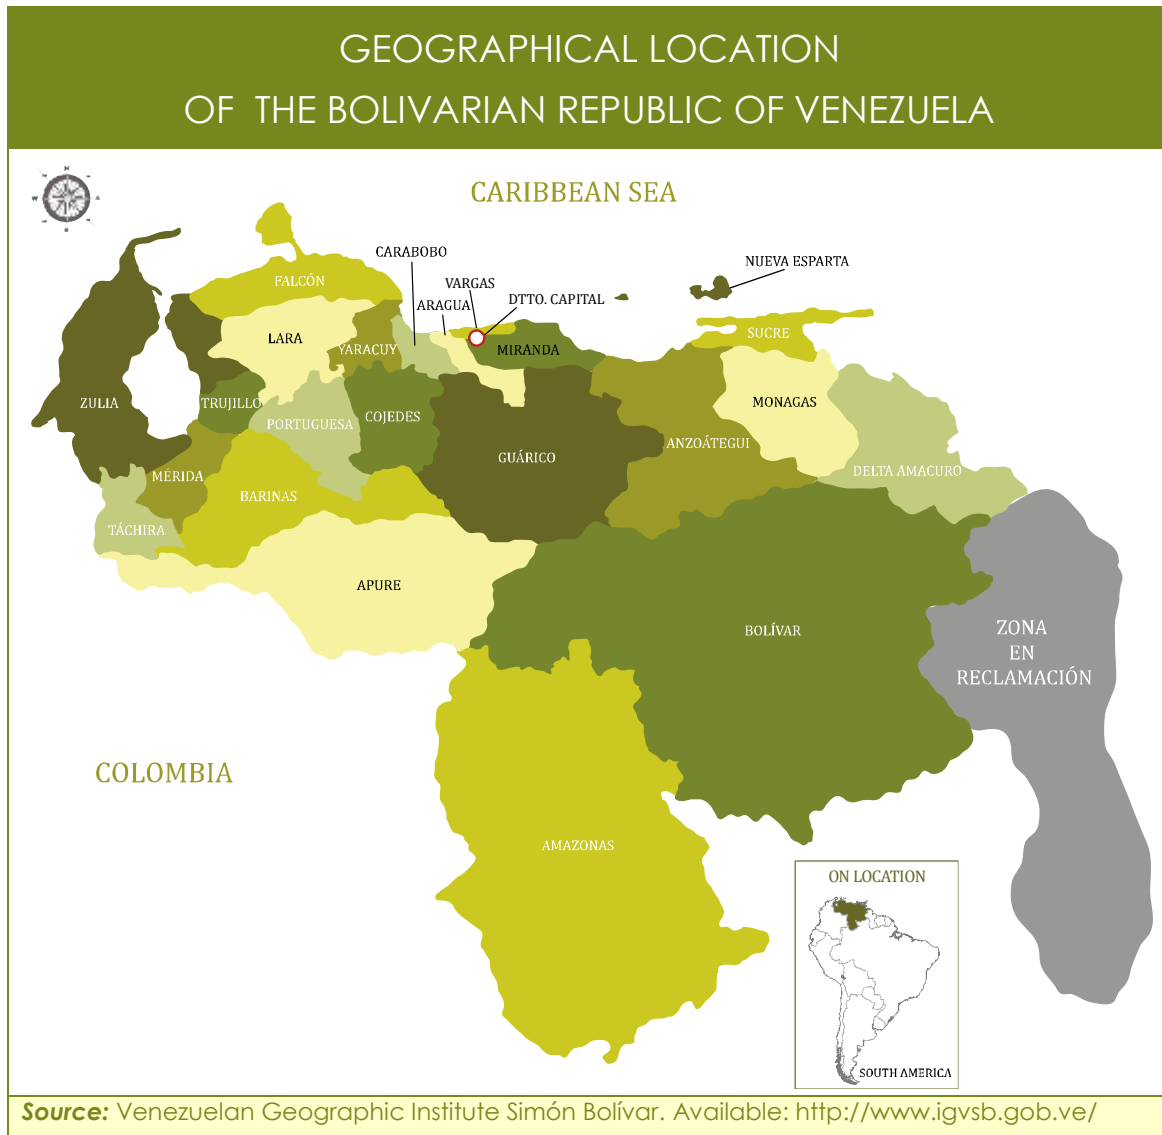 GEOGRAPHICAL LOCATION
OF THE BOLIVARIAN REPUBLIC OF VENEZUELA
CARIBBEAN SEA
CARABOBO
NUEVA ESPARTA
FALCÓN
VARGAS
ARAGUA
DTTO. CAPITAL
LARA
YARACUY
MIRANDA
SUCRE
ZULIA
TRUJILLO
PORTUGUESA
COJEDES
MONAGAS
ANZOÁTEGUI
GUÁRICO
DELTA AMACURO
MÉRIDA
BARINAS
TÁCHIRA
APURE
BOLÍVAR
ZONA
EN
RECLAMACIÓN
COLOMBIA
AMAZONAS
ON LOCATION
SOUTH AMERICA
Source: Venezuelan Geographic Institute Simón Bolívar. Available: http://www.igvsb.gob.ve/